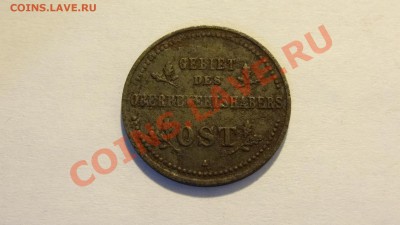 COINS.LAVE.RU
GEBIET
DES
OBERBEFEHLSHABERS
OST
A
COINS.LAVE.RU